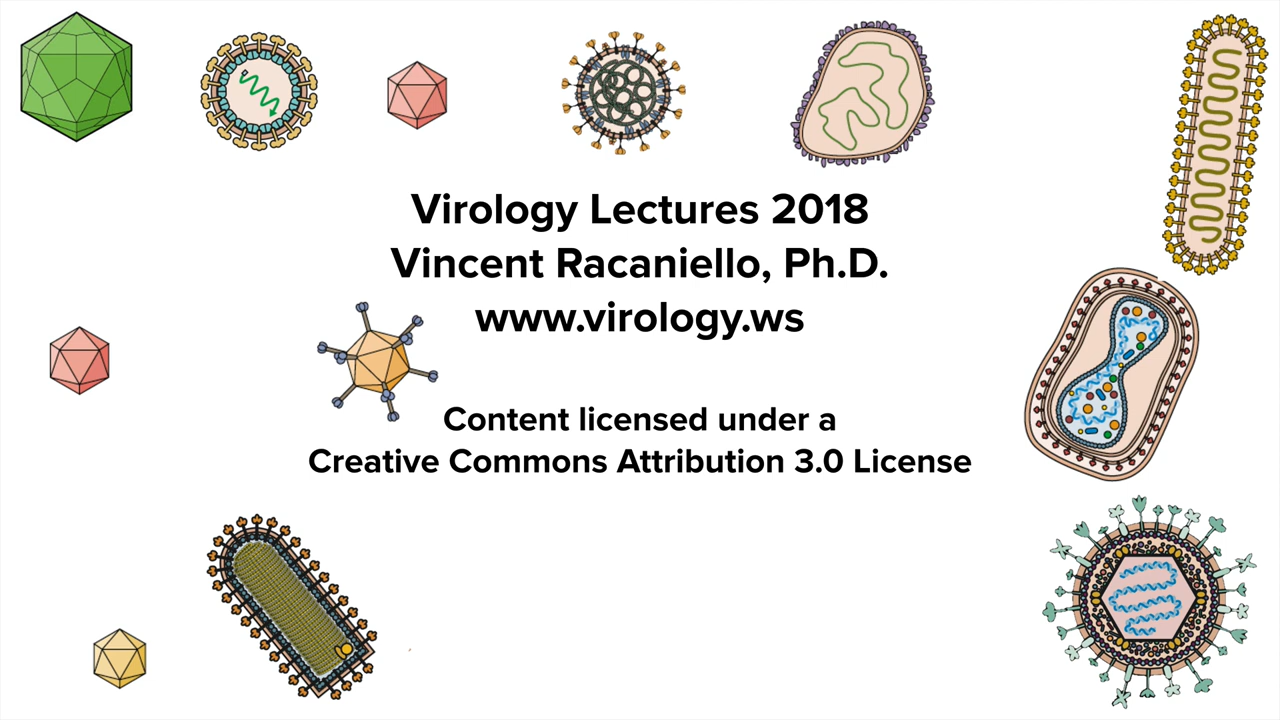 Virology Lectures 2018
Vincent Racaniello, Ph.D.
www.virology.ws
Content licensed under a
Creative Commons Attribution 3.0 License